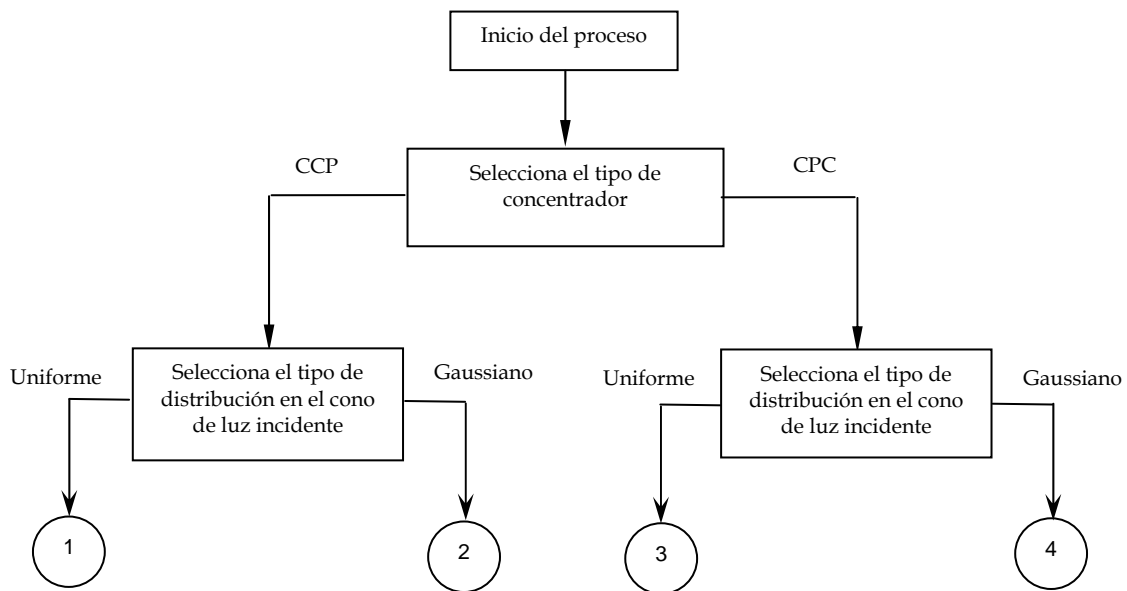 Inicio del proceso
CCP
Selecciona el tipo de
concentrador
CPC
Uniforme
Selecciona el tipo de
distribución en el cono
de luz incidente
Gaussiano
Uniforme
Selecciona el tipo de
distribución en el cono
de luz incidente
Gaussiano
1
2
3
4